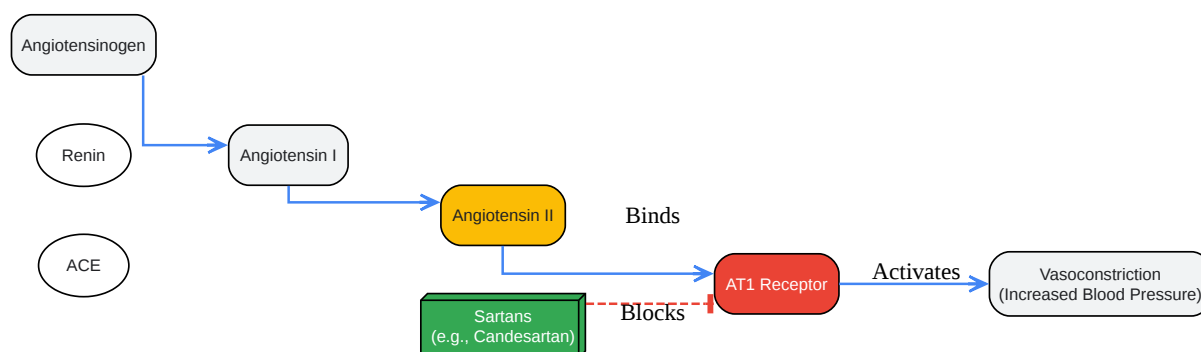 Angiotensinogen
Renin
Angiotensin I
ACE
Angiotensin II
Binds
AT1 Receptor
Activates
Vasoconstriction
(Increased Blood Pressure)
Sartans
(e.g., Candesartan)
Blocks